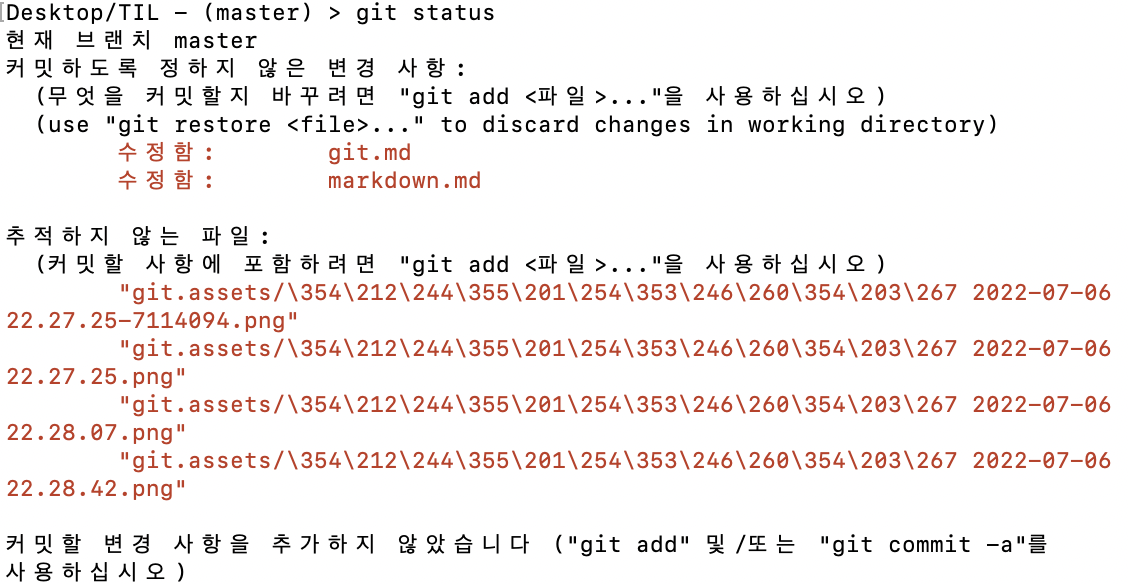 Desktop/TIL - (master) > git status
현재 브랜치 master
커밋하도록 정하지 않은 변경 사항:
(무엇을 커밋할지 바꾸려면 "git add <파일>..."을 사용하십시오)
(use "git restore <file>..." to discard changes in working directory)
수정함: git.md
수정함: markdown.md
추적하지 않는 파일:
(커밋할 사항에 포함하려면 "git add <파일>..."을 사용하십시오)
"git.assets/\354\212\244\355\201\254\353\246\260\354\203\267 2022-07-06
22.27.25-7114094.png"
"git.assets/\354\212\244\355\201\254\353\246\260\354\203\267 2022-07-06
22.27.25.png"
"git.assets/\354\212\244\355\201\254\353\246\260\354\203\267 2022-07-06
22.28.07.png"
"git.assets/\354\212\244\355\201\254\353\246\260\354\203\267 2022-07-06
22.28.42.png"
커밋할 변경 사항을 추가하지 않았습니다 ("git add" 및/또는 "git commit -a"를
사용하십시오)